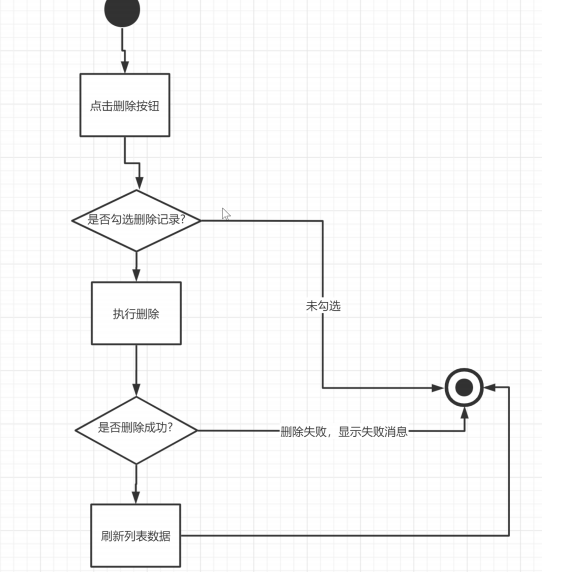 点击删除按钮
是否勾选删除记录?
执行删除
未勾选
是否删除成功?
删除失败，显示失败消息
刷新列表数据